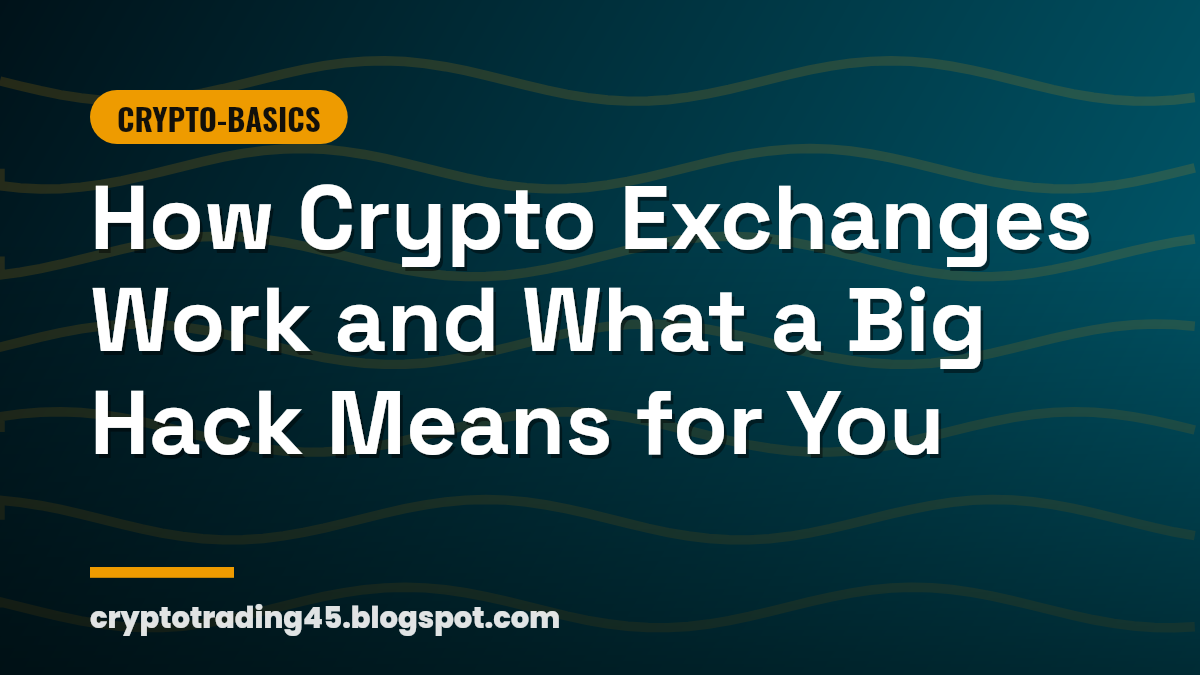 CRYPTO-BASICS
How Crypto Exchanges
Work and What a Big
Hack Means for You
cryptotrading45.blogspot.com